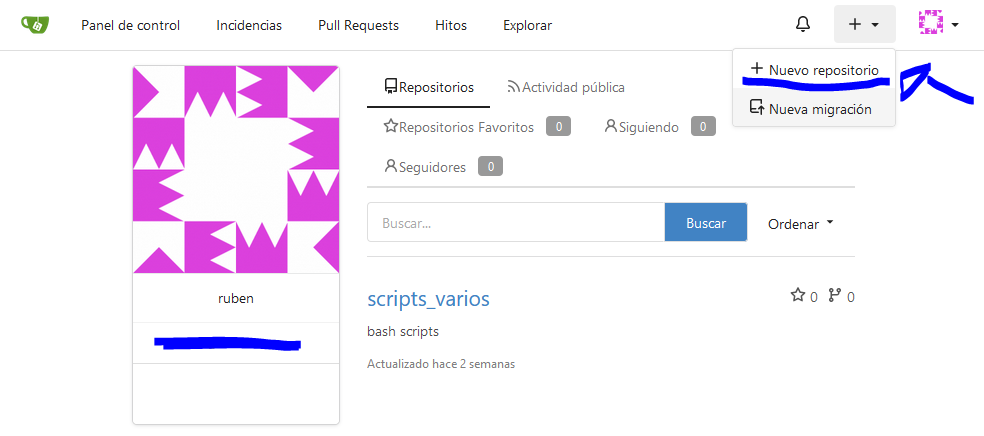 Panel de control Incidencias Pull Requests Hitos Explorar
Nuevo repositorio
Nueva migración
Repositorios Actividad pública
Repositorios Favoritos 0 Siguiendo 0
Seguidores 0
Buscar... Buscar Ordenar
ruben
scripts_varios 0 0
bash scripts
Actualizado hace 2 semanas